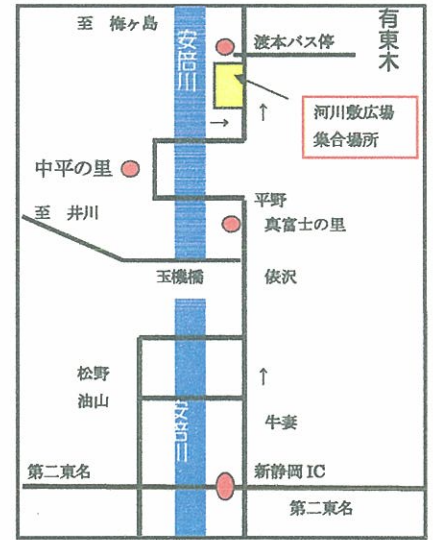 至　梅ヶ島
安倍川
渡本バス停
有東木
河川敷広場
集合場所
→
↑
中平の里
平野
真富士の里
至　井川
玉機橋
俵沢
松野
油山
↑
安倍川
牛妻
第二東名
新静岡IC
第二東名